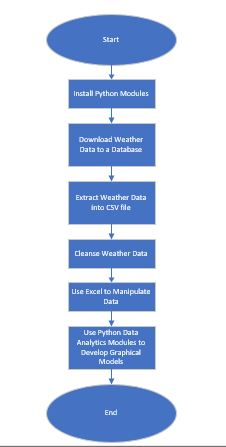 Start
Install Python Modules
Download Weather
Data to a Database
Extract Weather Data
into CSV file
Cleanse Weather Data
Use Excel to Manipulate
Data
Use Python Data
Analytics Modules to
Develop Graphical
Models
End